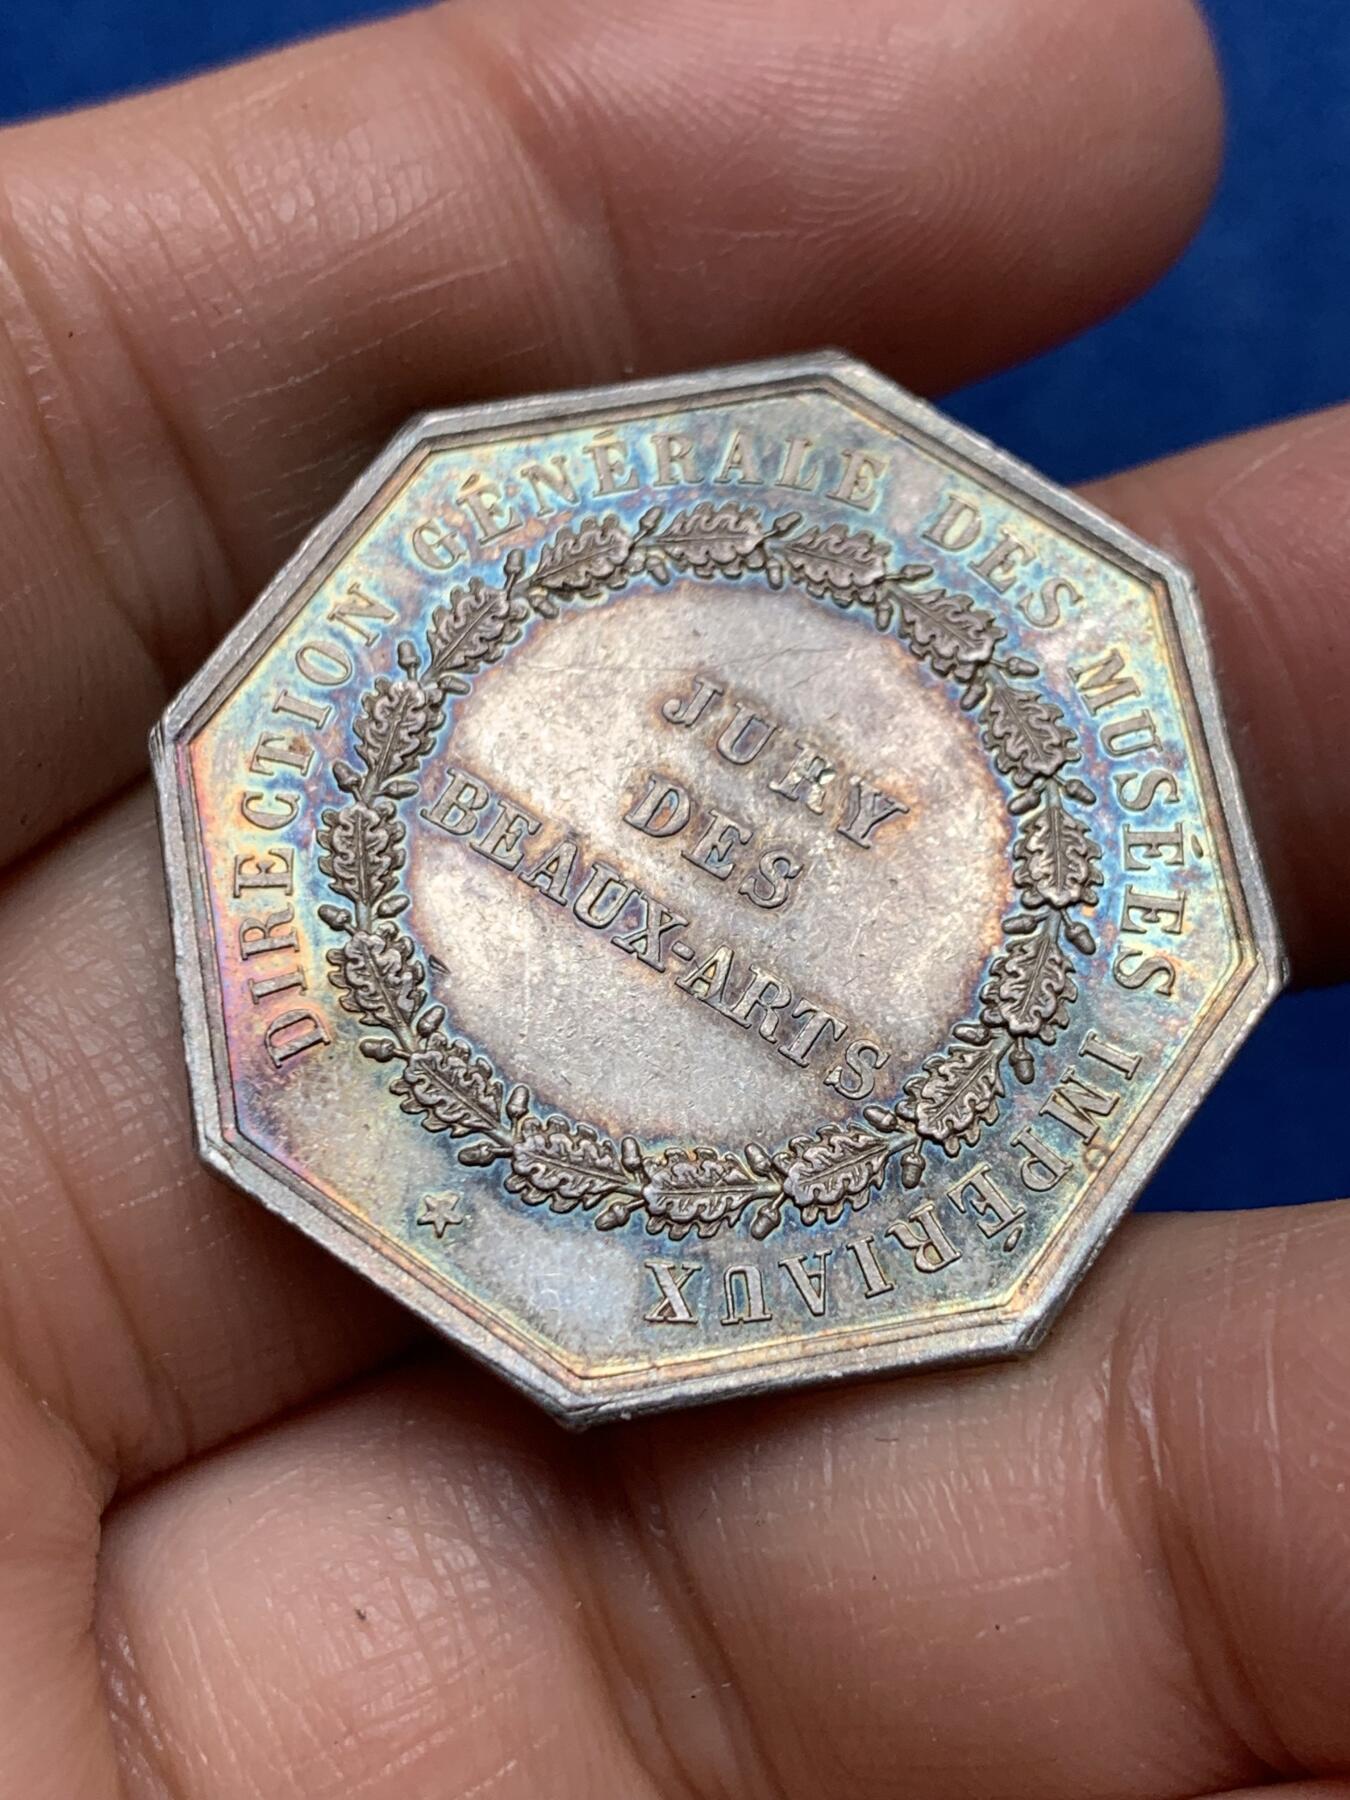 DIRECTION GÉNÉRALE DES MUSÉES IMPÉRIAUX
JURY
DES
BEAUX-ARTS